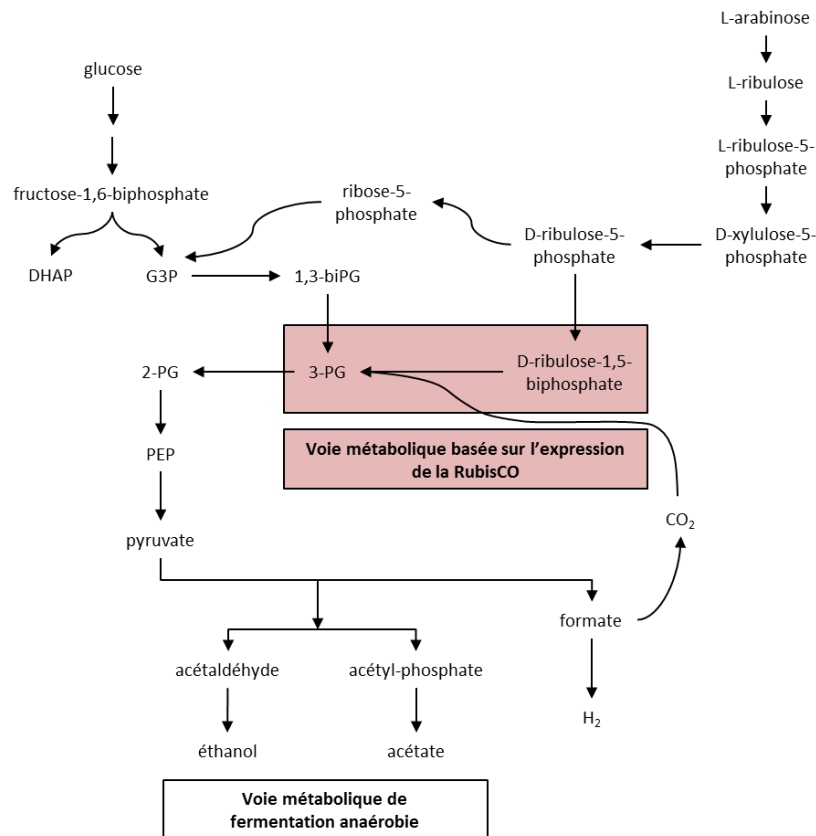 L-arabinose
glucose
L-ribulose
L-ribulose-5-
phosphate
fructose-1,6-biphosphate
ribose-5-
phosphate
D-ribulose-5-
phosphate
D-xylulose-5-
phosphate
DHAP
G3P
1,3-biPG
2-PG
3-PG
D-ribulose-1,5-
biphosphate
PEP
Voie métabolique basée sur l'expression
de la RubisCO
CO₂
pyruvate
formate
acétaldéhyde
acétyl-phosphate
H₂
éthanol
acétate
Voie métabolique de
fermentation anaérobie